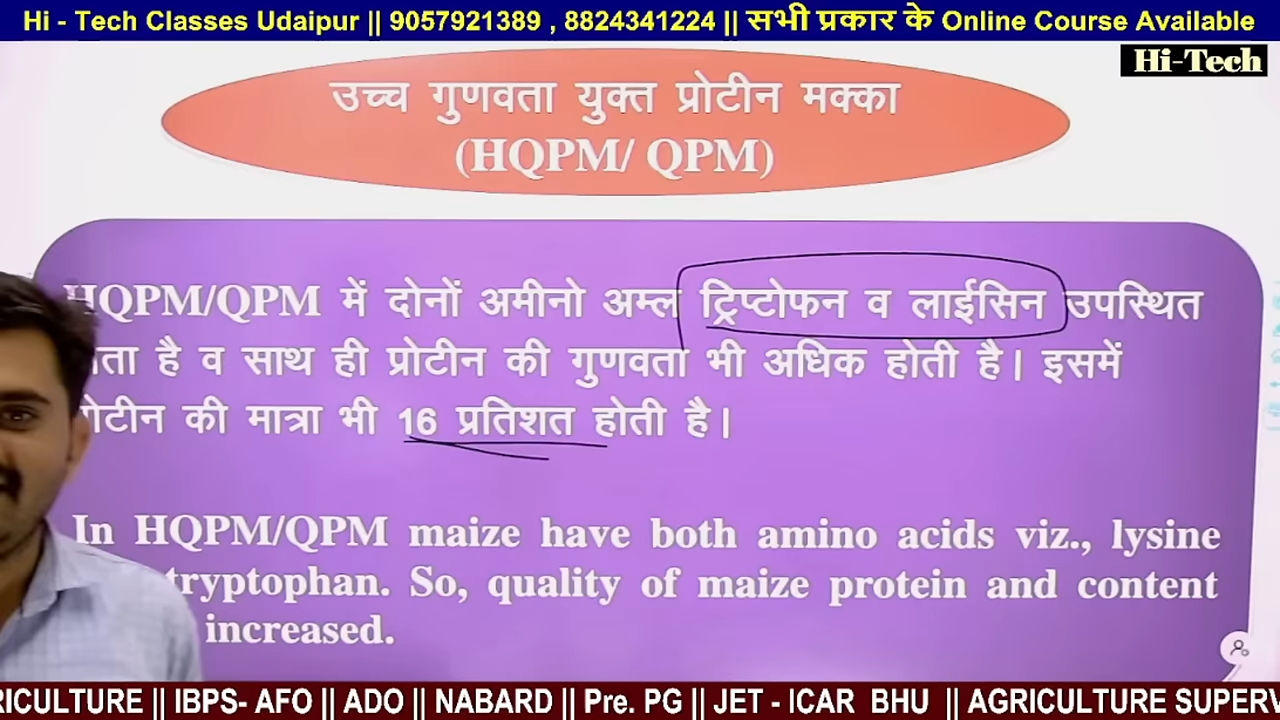 Hi - Tech Classes Udaipur || 9057921389 , 8824341224 || सभी प्रकार के Online Course Available
Hi-Tech
उच्च गुणवता युक्त प्रोटीन मक्का
(HQPM/ QPM)
HQPM/QPM में दोनों अमीनो अम्ल ट्रिप्टोफन व लाईसिन उपस्थित
है व साथ ही प्रोटीन की गुणवता भी अधिक होती है। इसमें
की मात्रा भी 16 प्रतिशत होती है।
In HQPM/QPM maize have both amino acids viz., lysine
tryptophan. So, quality of maize protein and content
increased.
|| IBPS- AFO || ADO || NABARD || Pre. PG || JET - ICAR BHU || AGRICULTURE